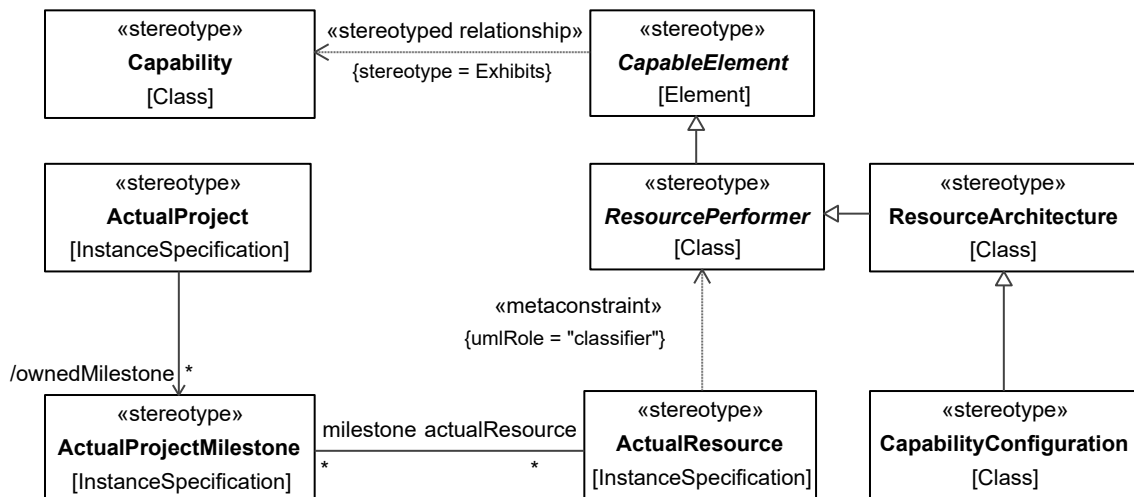 «stereotype»
Capability
[Class]
«stereotyped relationship»
{stereotype = Exhibits}
«stereotype»
CapableElement
[Element]
«stereotype»
ActualProject
[InstanceSpecification]
«stereotype»
ResourcePerformer
[Class]
«stereotype»
ResourceArchitecture
[Class]
«metaconstraint»
{umlRole = "classifier"}
/ownedMilestone *
«stereotype»
ActualProjectMilestone
[InstanceSpecification]
milestone actualResource
* *
«stereotype»
ActualResource
[InstanceSpecification]
«stereotype»
CapabilityConfiguration
[Class]